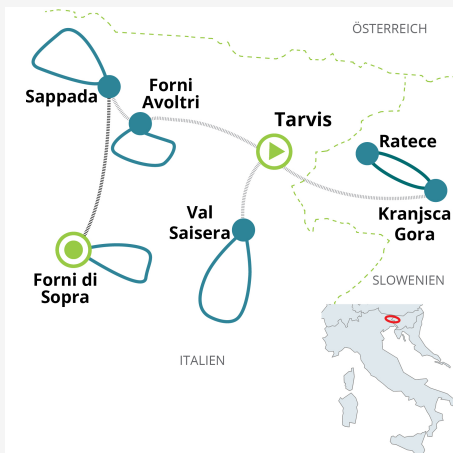 ÖSTERREICH
Sappada
Forni
Avoltri
Tarvis
Ratece
Kranjsca
Gora
Val
Saisera
Forni di
Sopra
SLOWENIEN
ITALIEN